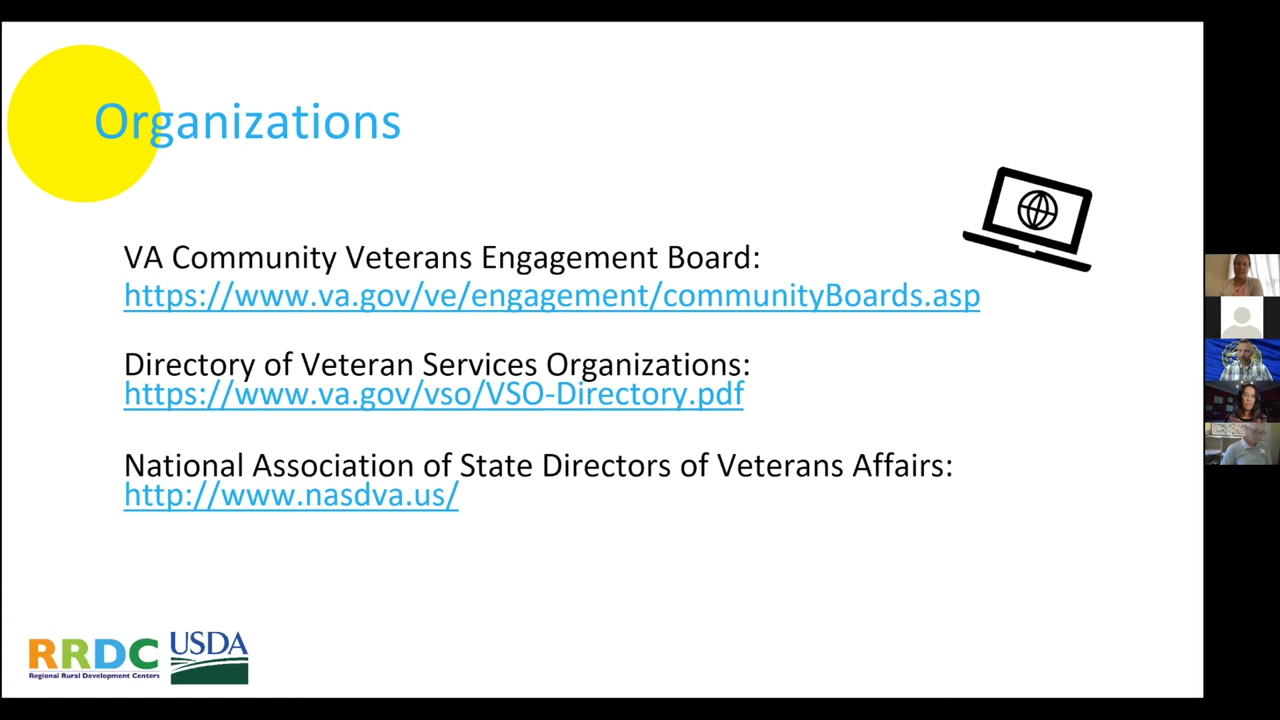 Organizations
VA Community Veterans Engagement Board:
https://www.va.gov/ve/engagement/communityBoards.asp
Directory of Veteran Services Organizations:
https://www.va.gov/vso/VSO-Directory.pdf
National Association of State Directors of Veterans Affairs:
http://www.nasdva.us/
RRDC
Regional Rural Development Centers
USDA